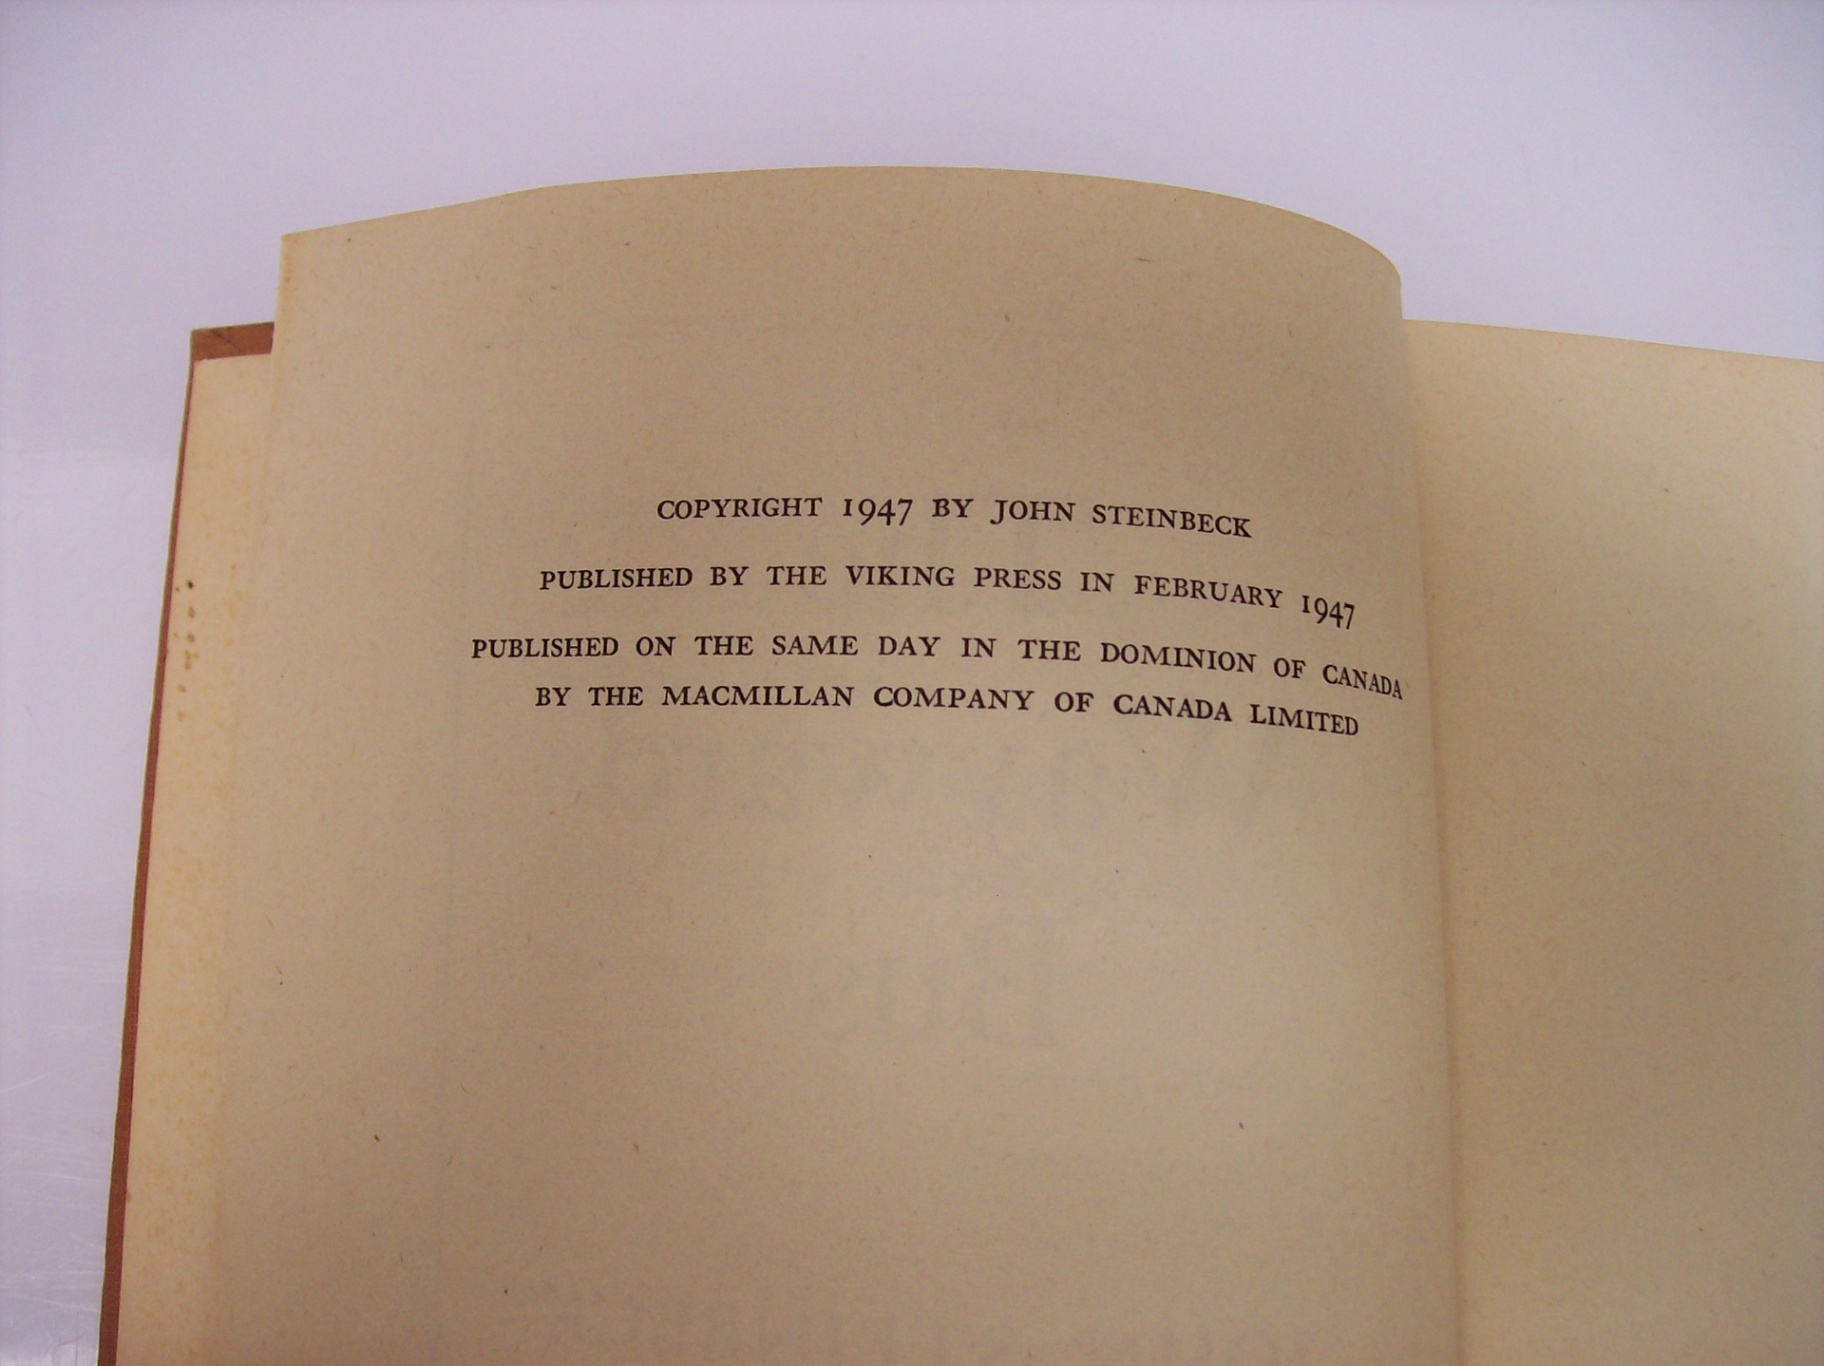 COPYRIGHT 1947 BY JOHN STEINBECK
PUBLISHED BY THE VIKING PRESS IN FEBRUARY 1947
PUBLISHED ON THE SAME DAY IN THE DOMINION OF CANADA
BY THE MACMILLAN COMPANY OF CANADA LIMITED